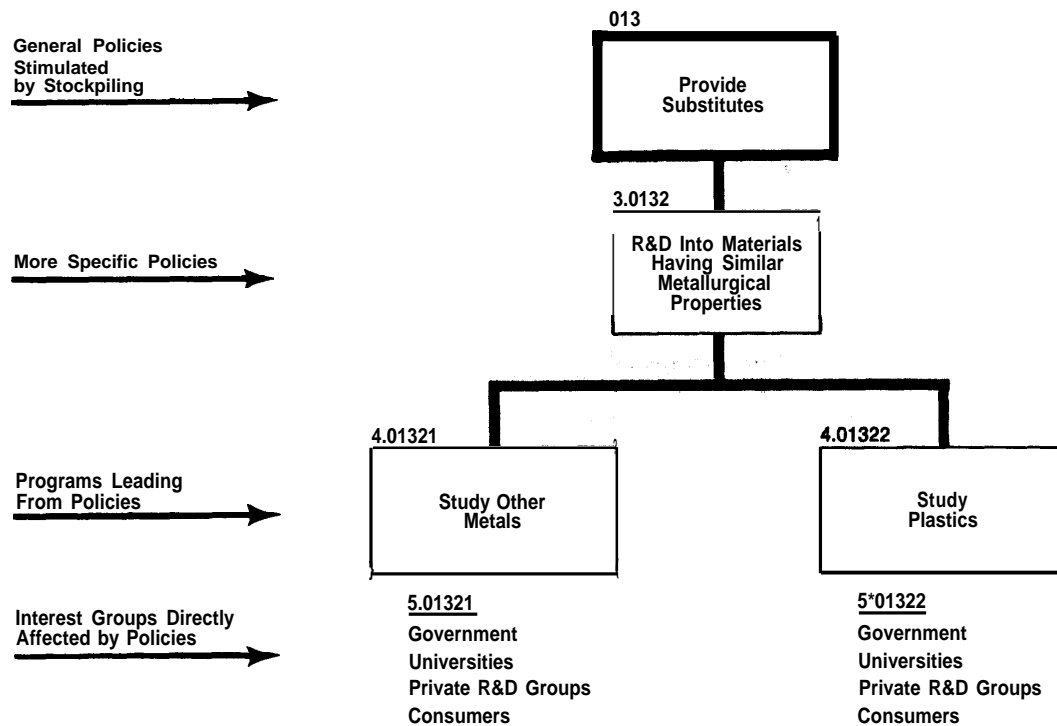 013
General Policies
Stimulated
by Stockpiling
Provide
Substitutes
3.0132
More Specific Policies
R&D Into Materials
Having Similar
Metallurgical
Properties
4.01321
4.01322
Programs Leading
From Policies
Study Other
Metals
Study
Plastics
Interest Groups Directly
Affected by Policies
5.01321
Government
Universities
Private R&D Groups
Consumers
5*01322
Government
Universities
Private R&D Groups
Consumers